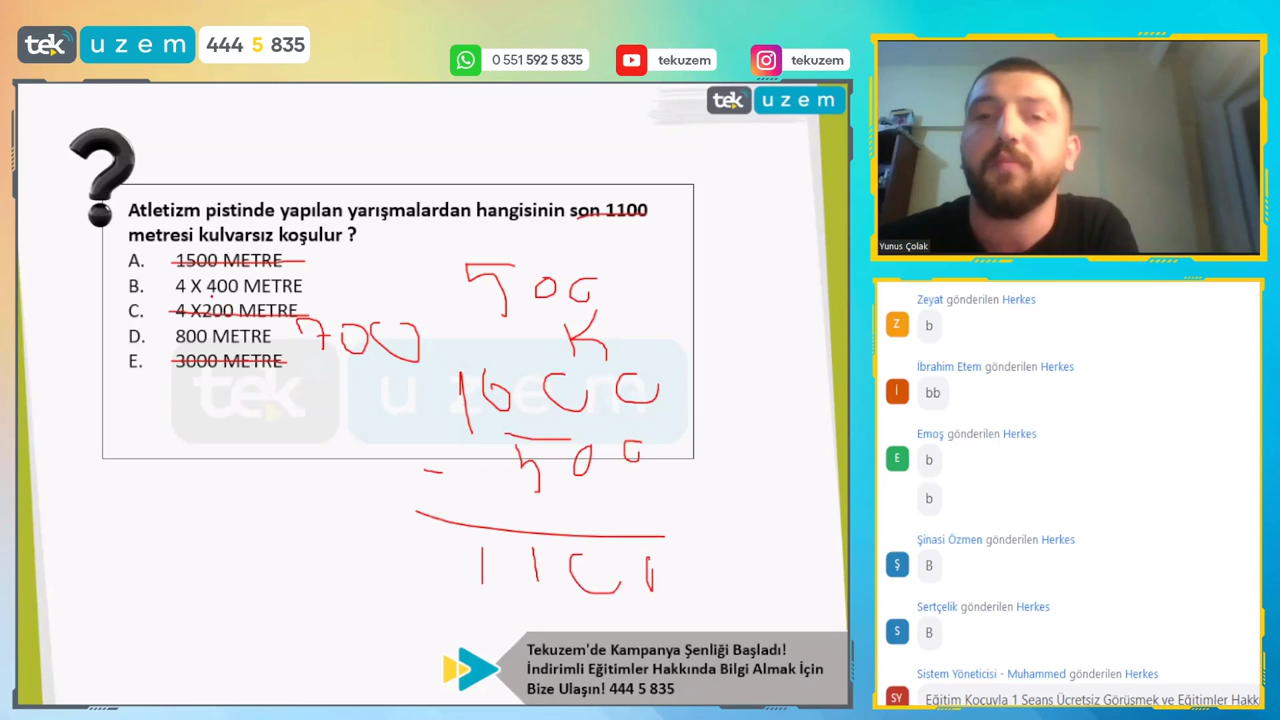 tek uzem 444 5 835
0 551 592 5 835 tekuzem tekuzem
tek uzem
Atletizm pistinde yapılan yarışmalardan hangisinin son 1100
metresi kulvarsız koşulur ?
A. 1500 METRE
B. 4 X 400 METRE
C. 4 X200 METRE
D. 800 METRE
E. 3000 METRE
tek uzem
500
K
700
1600
- 500
1100
Tekuzem'de Kampanya Şenliği Başladı!
İndirimli Eğitimler Hakkında Bilgi Almak İçin
Bize Ulaşın! 444 5 835
Yunus Çolak
Zeyat gönderilen Herkes
Z b
İbrahim Etem gönderilen Herkes
İ bb
Emoş gönderilen Herkes
E b
b
Şinasi Özmen gönderilen Herkes
Ş B
Sertçelik gönderilen Herkes
S B
Sistem Yöneticisi - Muhammed gönderilen Herkes
SY Eğitim Koçuyla 1 Seans Ücretsiz Görüşmek ve Eğitimler Hakk